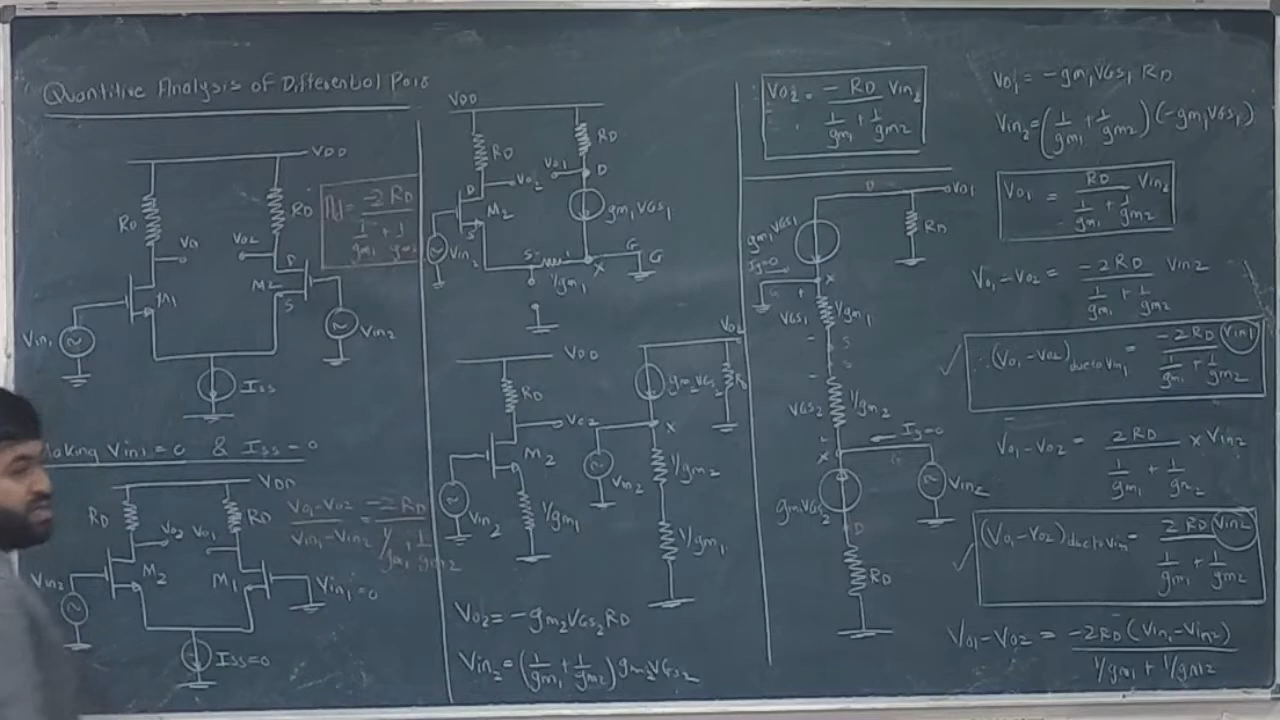 Quantitive Analysis of Differential Pair
VDD
RD
RD
Vo1
Vo2
D
M1
M2
S
Vin1
Vin2
ISS
Ad = -2RD / (1/gm1 + 1/gm2)
Making Vin1 = 0 & ISS = 0
VDD
RD
RD
Vo2
Vo1
M2
M1
Vin2
Vin1 = 0
ISS=0
Vo1-Vo2 / Vin1-Vin2 = -2RD / (1/gm1 + 1/gm2)
VDD
RD
RD
Vo2
Vo1
D
D
M2
gm1VGS1
S
Vin2
S
1/gm1
X
G
G
VDD
RD
Vo2
M2
Vin2
1/gm1
Vo2
gm2VGS2
RD
X
Vin2
1/gm2
1/gm1
Vo2 = -gm2VGS2RD
Vin2 = (1/gm1 + 1/gm2) gm2VGS2
Vo2 = -RD / (1/gm1 + 1/gm2) Vin2
D
Vo1
gm1VGS1
RD
Ig=0
G
X
+
VGS1
1/gm1
-
S
S
-
VGS2
1/gm2
+
X
Ig=0
G
gm2VGS2
Vin2
D
RD
Vo1 = -gm1VGS1 RD
Vin2 = (1/gm1 + 1/gm2) (-gm1VGS1)
Vo1 = RD / (1/gm1 + 1/gm2) Vin2
Vo1-Vo2 = -2RD / (1/gm1 + 1/gm2) Vin2
∴ (Vo1-Vo2) due to Vin1 = -2RD Vin1 / (1/gm1 + 1/gm2)
Vo1-Vo2 = 2RD / (1/gm1 + 1/gm2) × Vin2
(Vo1-Vo2) due to Vin = 2RD Vin2 / (1/gm1 + 1/gm2)
Vo1-Vo2 = -2RD (Vin1-Vin2) / (1/gm1 + 1/gm2)